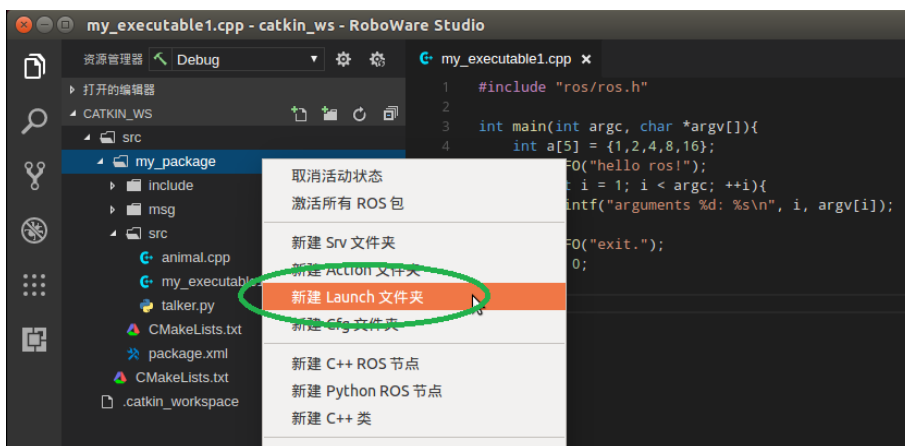 my_executable1.cpp - catkin_ws - RoboWare Studio
资源管理器 Debug
打开的编辑器
CATKIN_WS
src
my_package
include
msg
src
animal.cpp
my_executable1
talker.py
CMakeLists.txt
package.xml
CMakeLists.txt
.catkin_workspace
取消活动状态
激活所有 ROS 包
新建 Srv 文件夹
新建 Action 文件夹
新建 Launch 文件夹
新建 Cfg 文件夹
新建 C++ ROS 节点
新建 Python ROS 节点
新建 C++ 类
my_executable1.cpp
1 #include "ros/ros.h"
2
3 int main(int argc, char *argv[]){
4 int a[5] = {1,2,4,8,16};
FO("hello ros!");
t i = 1; i < argc; ++i){
intf("arguments %d: %s\n", i, argv[i]);
FO("exit.");
0;